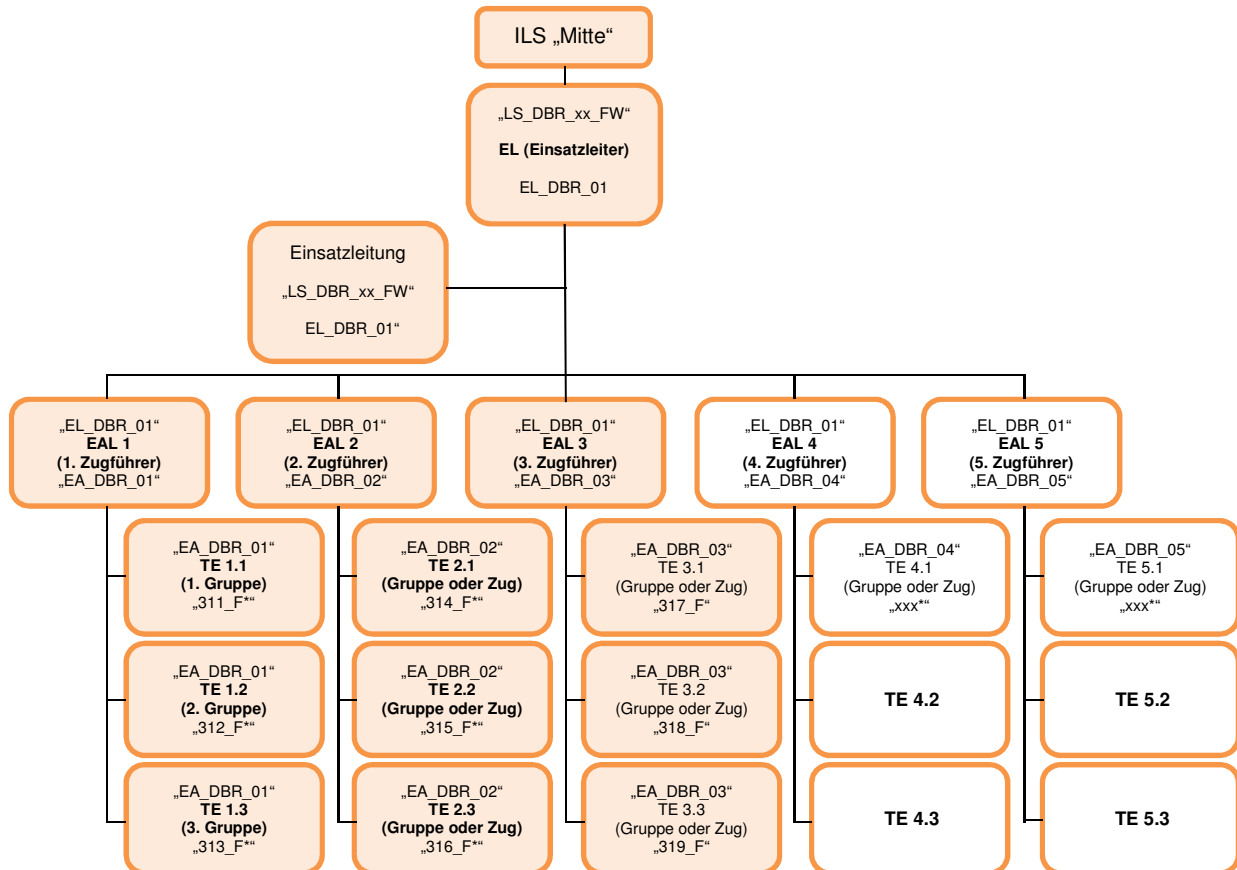 ILS „Mitte“
„LS_DBR_xx_FW“
EL (Einsatzleiter)
EL_DBR_01
Einsatzleitung
„LS_DBR_xx_FW“
EL_DBR_01“
„EL_DBR_01“
EAL 1
(1. Zugführer)
„EA_DBR_01“
„EL_DBR_01“
EAL 2
(2. Zugführer)
„EA_DBR_02“
„EL_DBR_01“
EAL 3
(3. Zugführer)
„EA_DBR_03“
„EL_DBR_01“
EAL 4
(4. Zugführer)
„EA_DBR_04“
„EL_DBR_01“
EAL 5
(5. Zugführer)
„EA_DBR_05“
„EA_DBR_01“
TE 1.1
(1. Gruppe)
„311_F*“
„EA_DBR_02“
TE 2.1
(Gruppe oder Zug)
„314_F*“
„EA_DBR_03“
TE 3.1
(Gruppe oder Zug)
„317_F“
„EA_DBR_04“
TE 4.1
(Gruppe oder Zug)
„xxx*“
„EA_DBR_05“
TE 5.1
(Gruppe oder Zug)
„xxx*“
„EA_DBR_01“
TE 1.2
(2. Gruppe)
„312_F*“
„EA_DBR_02“
TE 2.2
(Gruppe oder Zug)
„315_F*“
„EA_DBR_03“
TE 3.2
(Gruppe oder Zug)
„318_F“
TE 4.2
TE 5.2
„EA_DBR_01“
TE 1.3
(3. Gruppe)
„313_F*“
„EA_DBR_02“
TE 2.3
(Gruppe oder Zug)
„316_F*“
„EA_DBR_03“
TE 3.3
(Gruppe oder Zug)
„319_F“
TE 4.3
TE 5.3